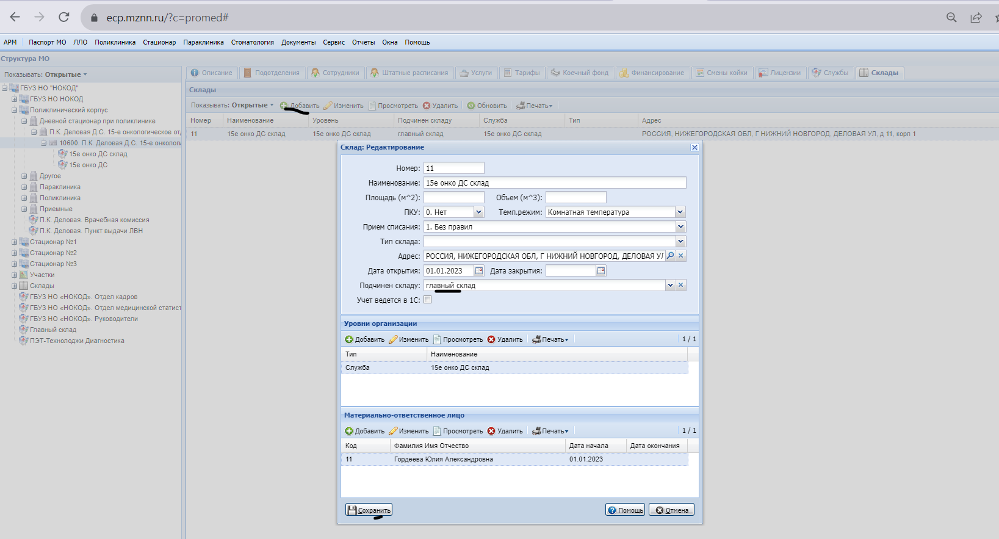 ecp.mznn.ru/?c=promed#
АРМ Паспорт МО ЛЛО Поликлиника Стационар Параклиника Стоматология Документы Сервис Отчеты Окна Помощь
Структура МО
Показывать: Открытые
ГБУЗ НО "НОКОД"
ГБУЗ НО НОКОД
Поликлинический корпус
Дневной стационар при поликлинике
П.К. Деловая Д.С. 15-е онкологическое от
10600. П.К. Деловая Д.С. 15-е онкологи
15е онко ДС склад
15е онко ДС
Другое
Параклиника
Поликлиника
Приемные
П.К. Деловая. Врачебная комиссия
П.К. Деловая. Пункт выдачи ЛВН
Стационар №1
Стационар №2
Стационар №3
Участки
Склады
ГБУЗ НО «НОКОД». Отдел кадров
ГБУЗ НО «НОКОД». Отдел медицинской статист
ГБУЗ НО «НОКОД». Руководители
Главный склад
ПЭТ-Технолоджи Диагностика
Описание Подотделения Сотрудники Штатные расписания Услуги Тарифы Коечный фонд Финансирование Смены койки Лицензии Службы Склады
Склады
Показывать: Открытые Добавить Изменить Просмотреть Удалить Обновить Печать
Номер Наименование Уровень Подчинен складу Служба Тип Адрес
11 15е онко ДС склад 15е онко ДС склад главный склад 15е онко ДС склад РОССИЯ, НИЖЕГОРОДСКАЯ ОБЛ, Г НИЖНИЙ НОВГОРОД, ДЕЛОВАЯ УЛ, д 11, корп 1
Склад: Редактирование
Номер: 11
Наименование: 15е онко ДС склад
Площадь (м^2): Объем (м^3):
ПКУ: 0. Нет Темп.режим: Комнатная температура
Прием списания: 1. Без правил
Тип склада:
Адрес: РОССИЯ, НИЖЕГОРОДСКАЯ ОБЛ, Г НИЖНИЙ НОВГОРОД, ДЕЛОВАЯ УЛ
Дата открытия: 01.01.2023 Дата закрытия:
Подчинен складу: главный склад
Учет ведется в 1С:
Уровни организации
Добавить Изменить Просмотреть Удалить Печать 1 / 1
Тип Наименование
Служба 15е онко ДС склад
Материально-ответственное лицо
Добавить Изменить Просмотреть Удалить Печать 1 / 1
Код Фамилия Имя Отчество Дата начала Дата окончания
11 Гордеева Юлия Александровна 01.01.2023
Сохранить Помощь Отмена